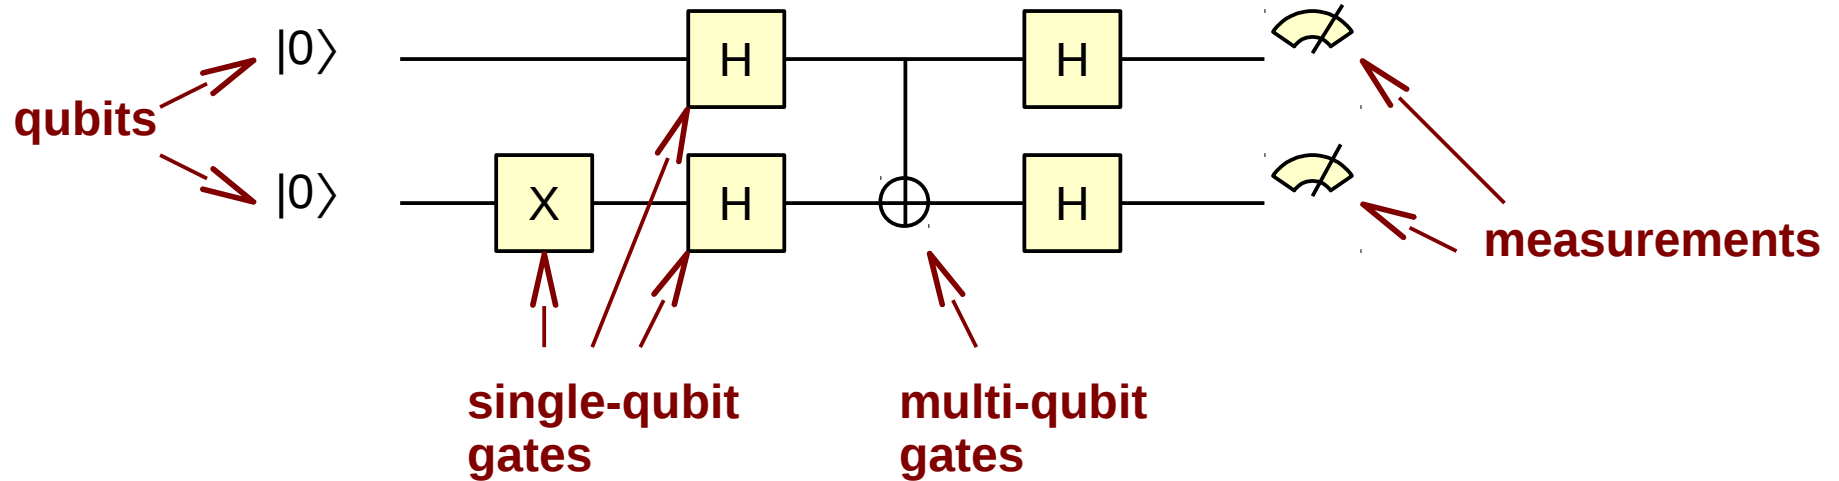 |0⟩ H H
qubits
|0⟩ X H H
measurements
single-qubit
gates
multi-qubit
gates